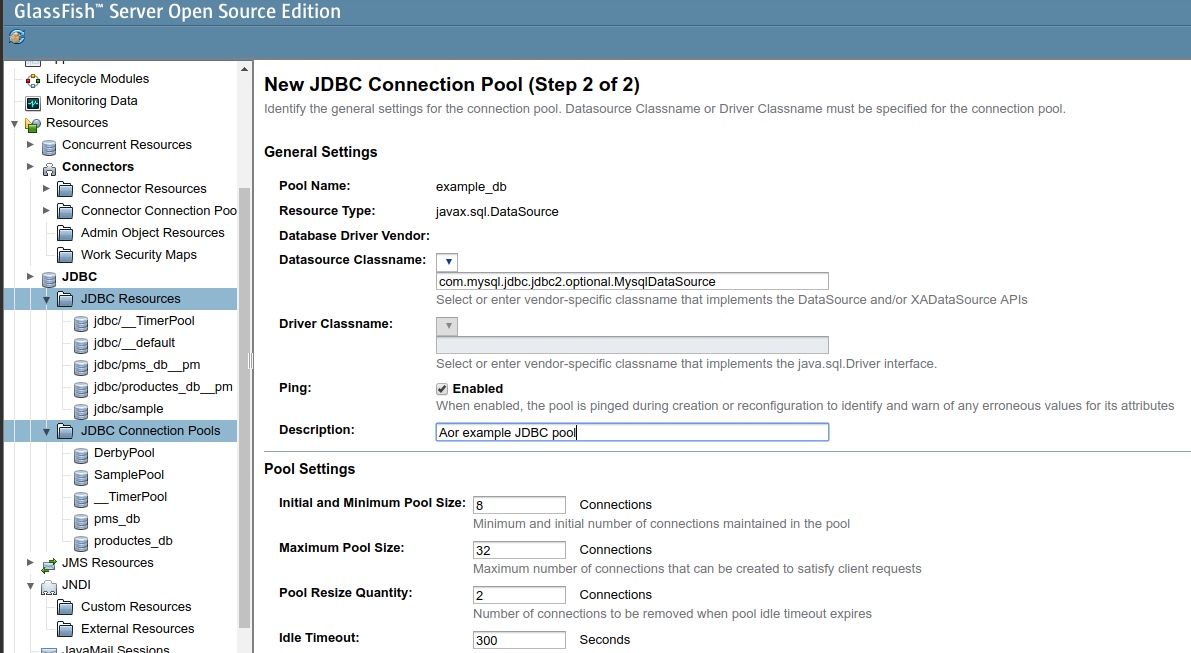 GlassFish™ Server Open Source Edition
Lifecycle Modules
Monitoring Data
Resources
Concurrent Resources
Connectors
Connector Resources
Connector Connection Poo
Admin Object Resources
Work Security Maps
JDBC
JDBC Resources
jdbc/__TimerPool
jdbc/__default
jdbc/pms_db__pm
jdbc/productes_db__pm
jdbc/sample
JDBC Connection Pools
DerbyPool
SamplePool
__TimerPool
pms_db
productes_db
JMS Resources
JNDI
Custom Resources
External Resources
JavaMail Sessions
New JDBC Connection Pool (Step 2 of 2)
Identify the general settings for the connection pool. Datasource Classname or Driver Classname must be specified for the connection pool.
General Settings
Pool Name: example_db
Resource Type: javax.sql.DataSource
Database Driver Vendor:
Datasource Classname:
com.mysql.jdbc.jdbc2.optional.MysqlDataSource
Select or enter vendor-specific classname that implements the DataSource and/or XADataSource APIs
Driver Classname:
Select or enter vendor-specific classname that implements the java.sql.Driver interface.
Ping: Enabled
When enabled, the pool is pinged during creation or reconfiguration to identify and warn of any erroneous values for its attributes
Description: Aor example JDBC pool
Pool Settings
Initial and Minimum Pool Size: 8 Connections
Minimum and initial number of connections maintained in the pool
Maximum Pool Size: 32 Connections
Maximum number of connections that can be created to satisfy client requests
Pool Resize Quantity: 2 Connections
Number of connections to be removed when pool idle timeout expires
Idle Timeout: 300 Seconds